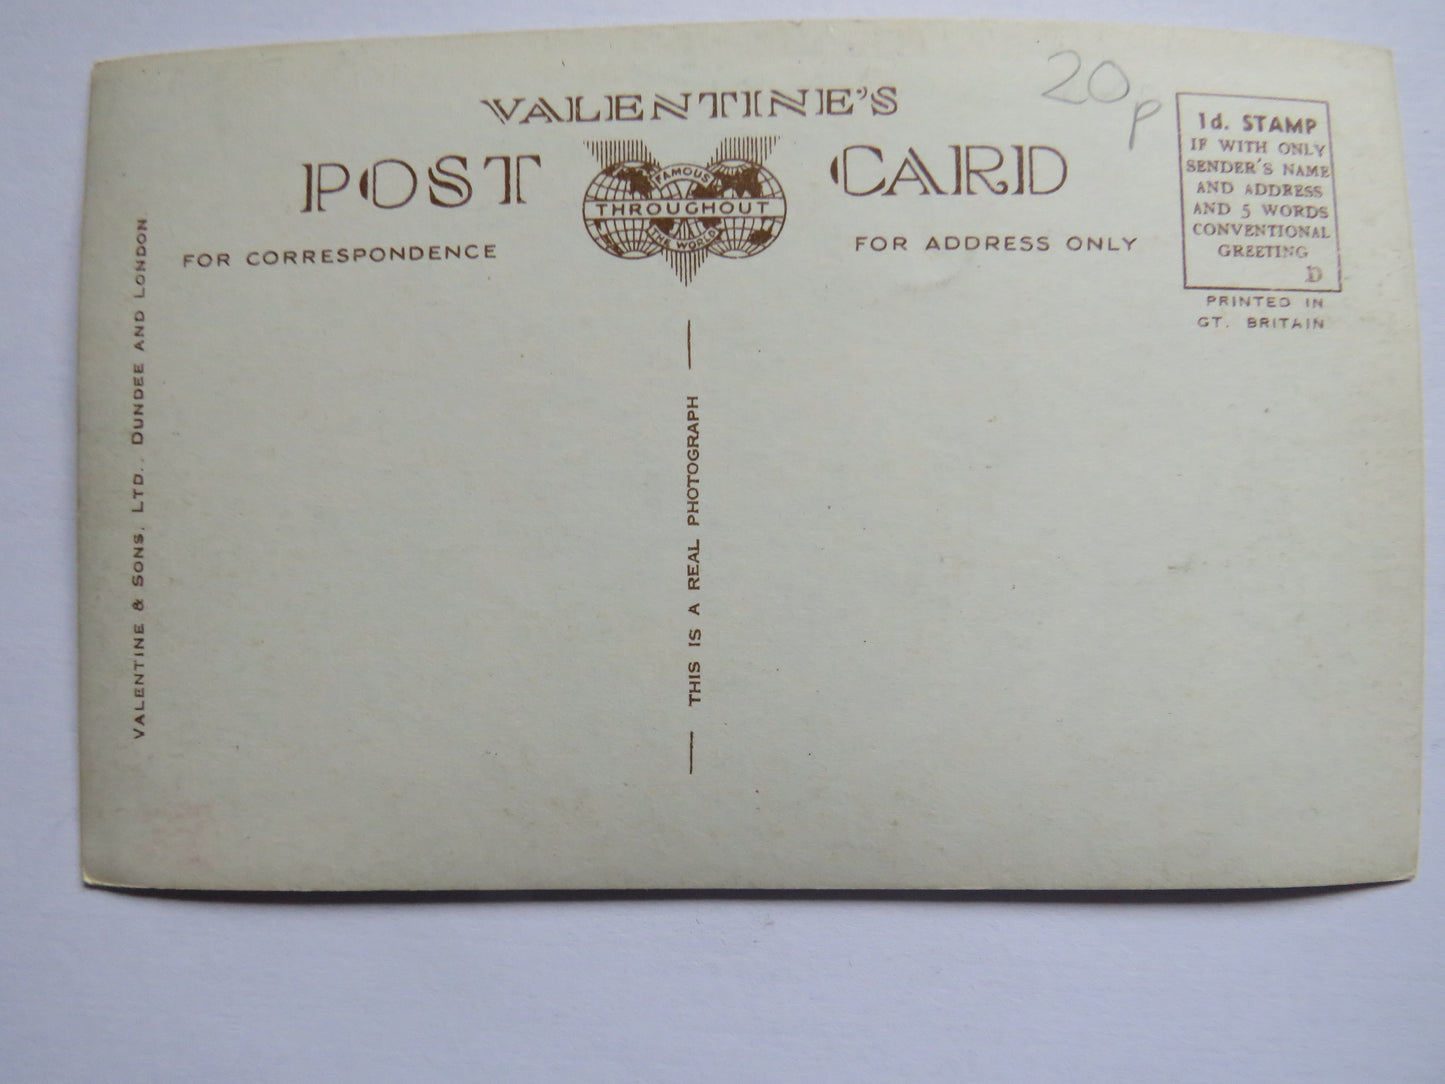 VALENTINE'S
POST CARD
FAMOUS
THROUGHOUT
THE WORLD
FOR CORRESPONDENCE
FOR ADDRESS ONLY
20p
1d. STAMP
IF WITH ONLY
SENDER'S NAME
AND ADDRESS
AND 5 WORDS
CONVENTIONAL
GREETING
D
PRINTED IN
GT. BRITAIN
VALENTINE & SONS, LTD., DUNDEE AND LONDON.
THIS IS A REAL PHOTOGRAPH